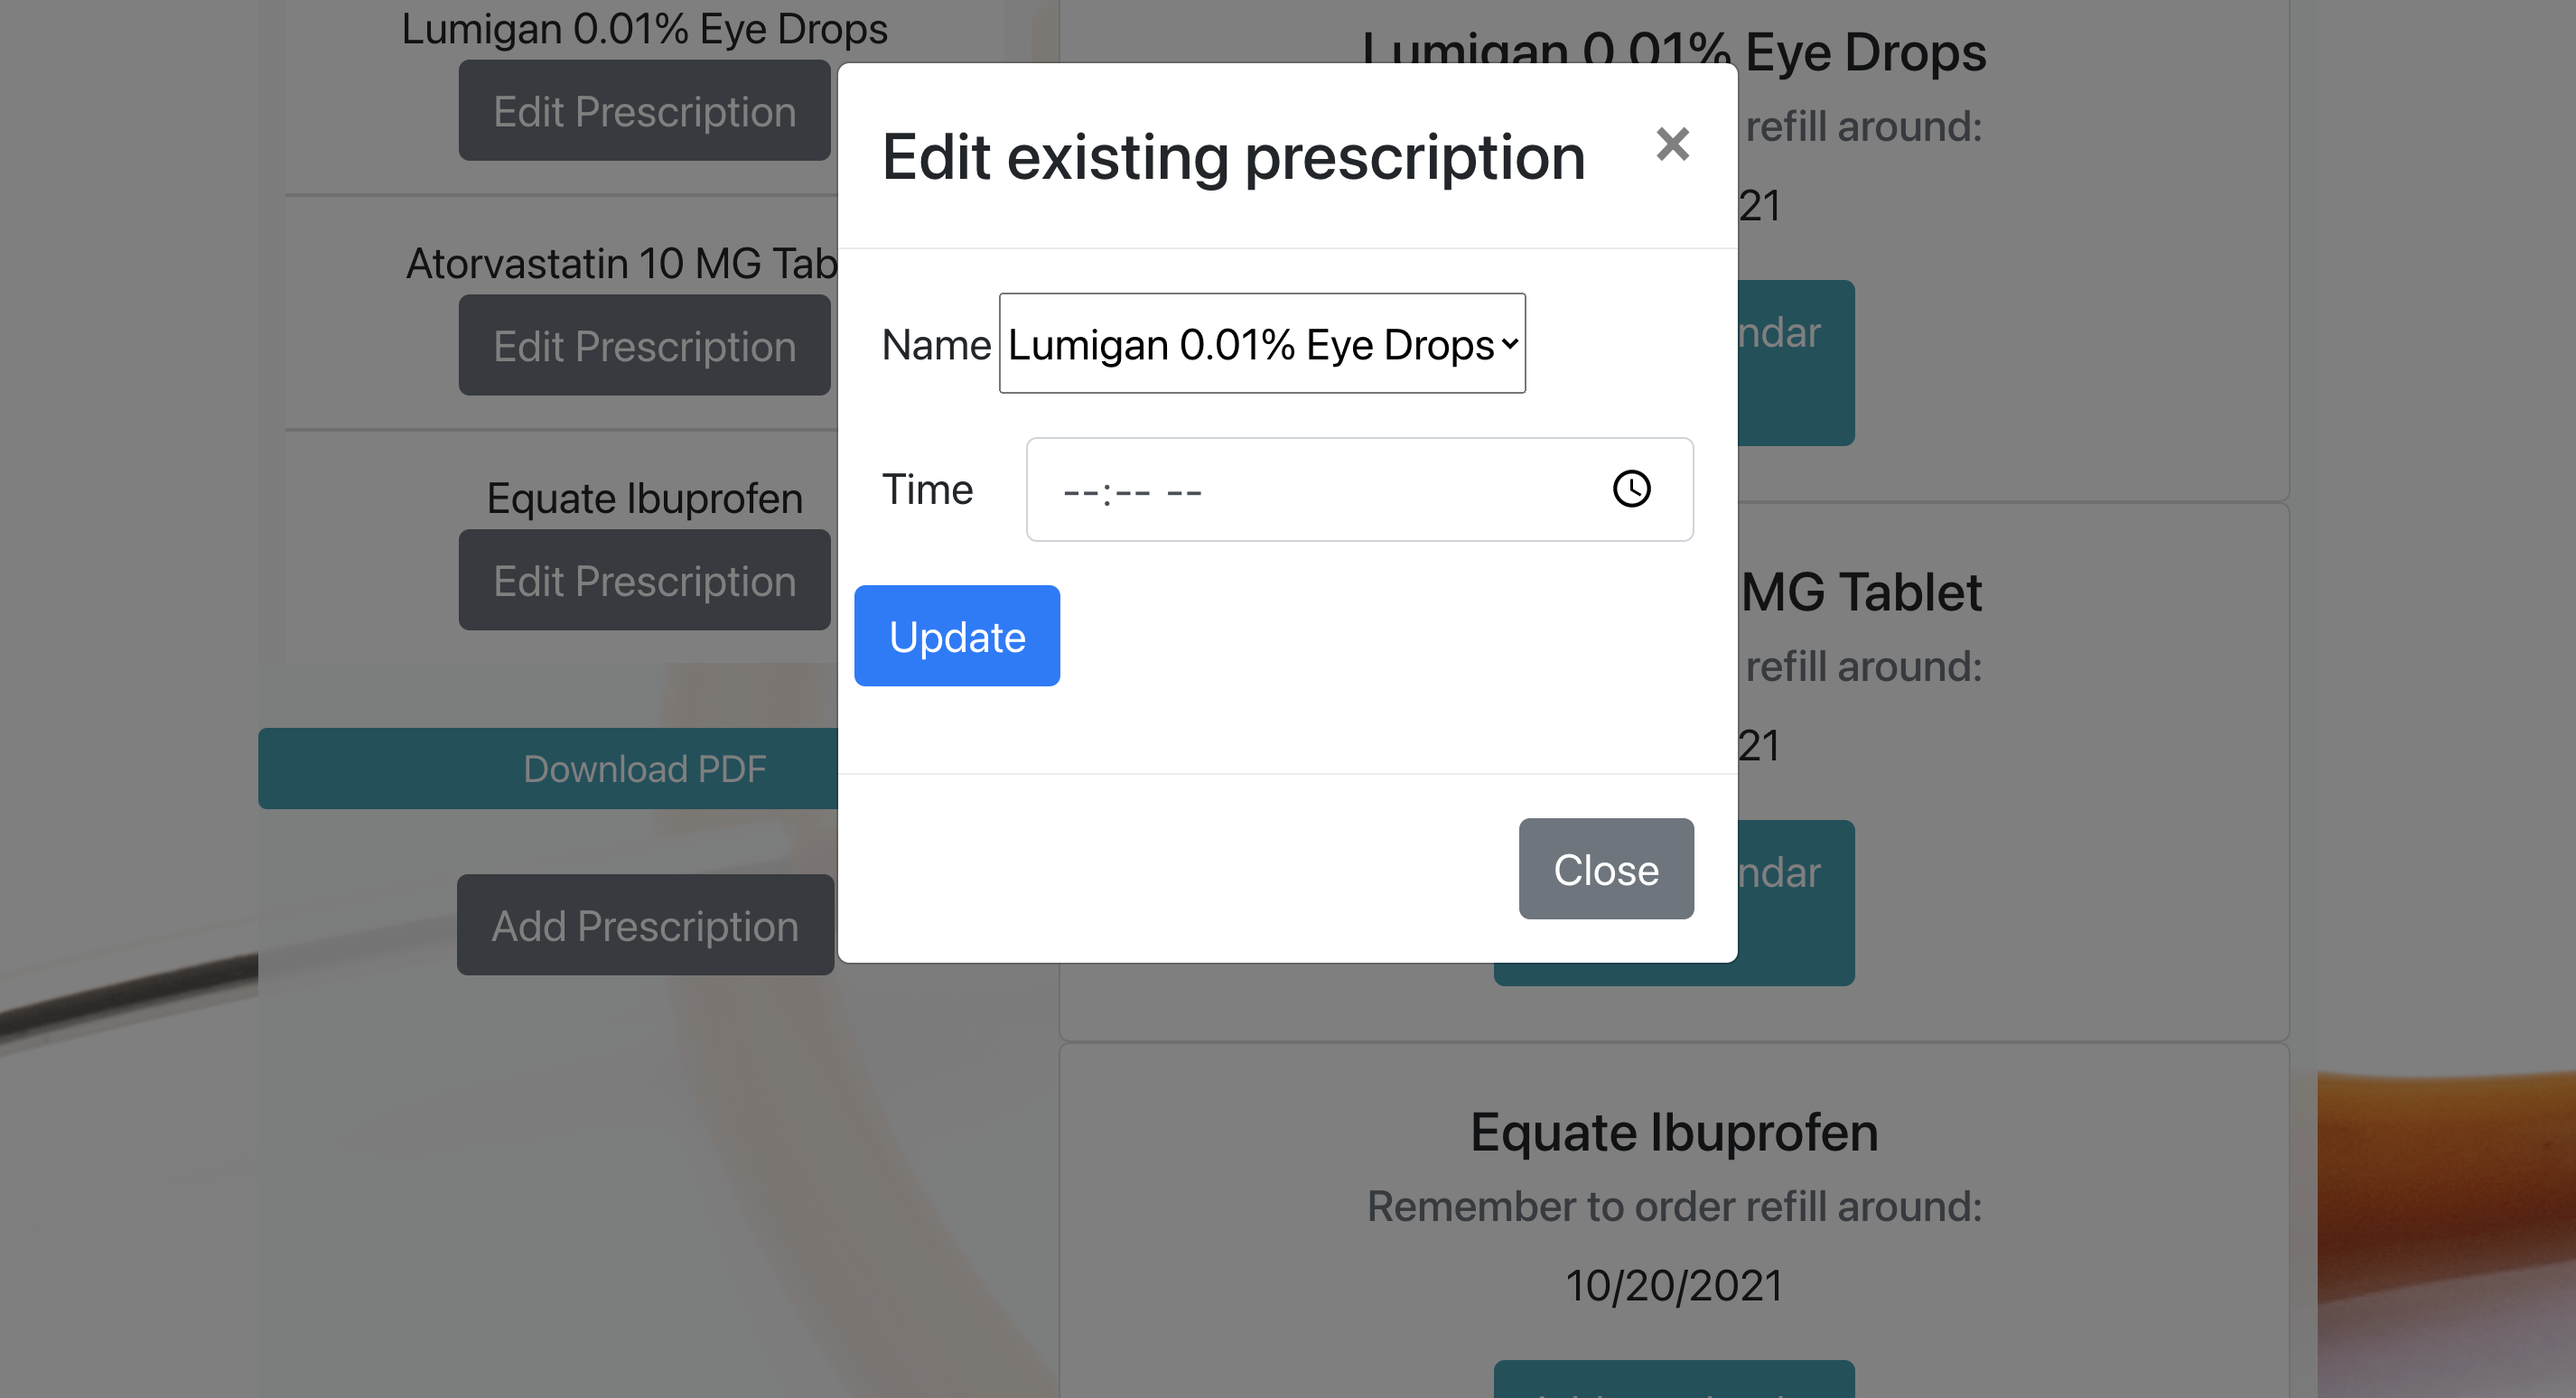 Lumigan 0.01% Eye Drops
Edit Prescription
Atorvastatin 10 MG Tab
Edit Prescription
Equate Ibuprofen
Edit Prescription
Download PDF
Add Prescription
Edit existing prescription
×
Name Lumigan 0.01% Eye Drops
Time --:-- --
Update
Close
Lumigan 0.01% Eye Drops
refill around:
21
ndar
MG Tablet
refill around:
21
ndar
Equate Ibuprofen
Remember to order refill around:
10/20/2021